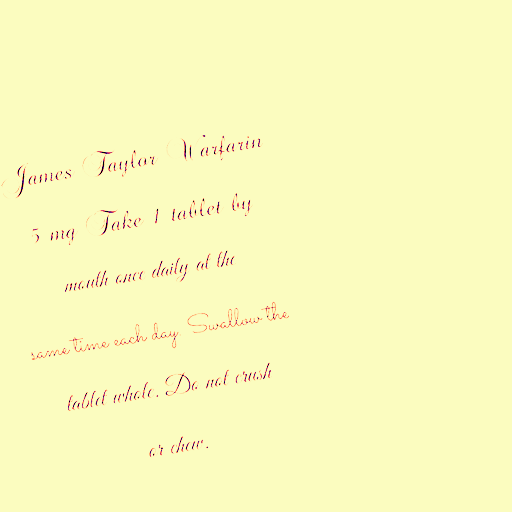 James Taylor Warfarin
5 mg Take 1 tablet by
mouth once daily at the
same time each day. Swallow the
tablet whole. Do not crush
or chew.